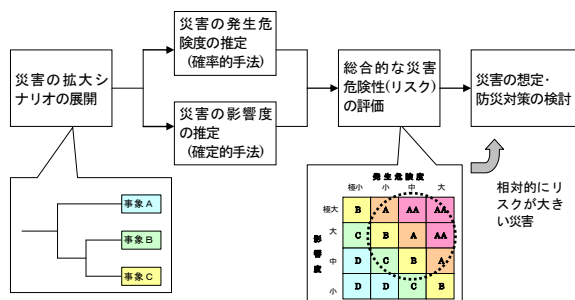 災害の拡大シ
ナリオの展開
災害の発生危
険度の推定
(確率的手法)
災害の影響度
の推定
(確定的手法)
総合的な災害
危険性(リスク)
の評価
災害の想定・
防災対策の検討
事象A
事象B
事象C
発生危険度
極小 小 中 大
影響度
極大 B A AA AA
大 C B A AA
中 D C B A
小 D D C B
相対的にリ
スクが大き
い災害